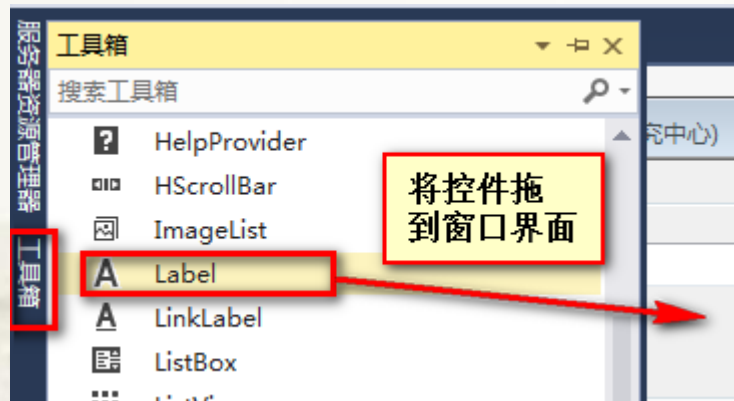 服务器资源管理器
工具箱
工具箱
搜索工具箱
HelpProvider
HScrollBar
ImageList
Label
LinkLabel
ListBox
将控件拖
到窗口界面
究中心)